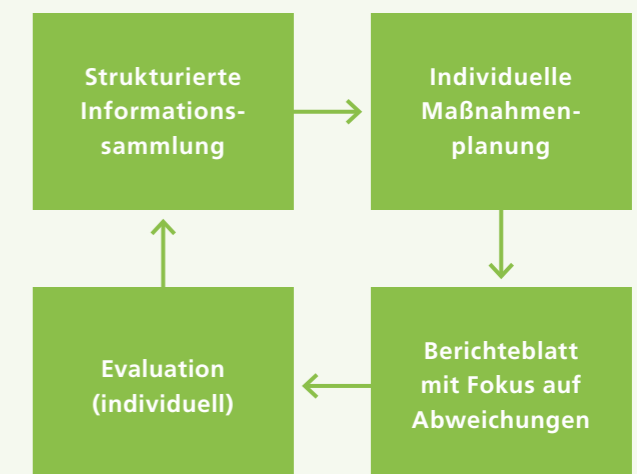 Strukturierte
Informations-
sammlung
Individuelle
Maßnahmen-
planung
Evaluation
(individuell)
Berichteblatt
mit Fokus auf
Abweichungen